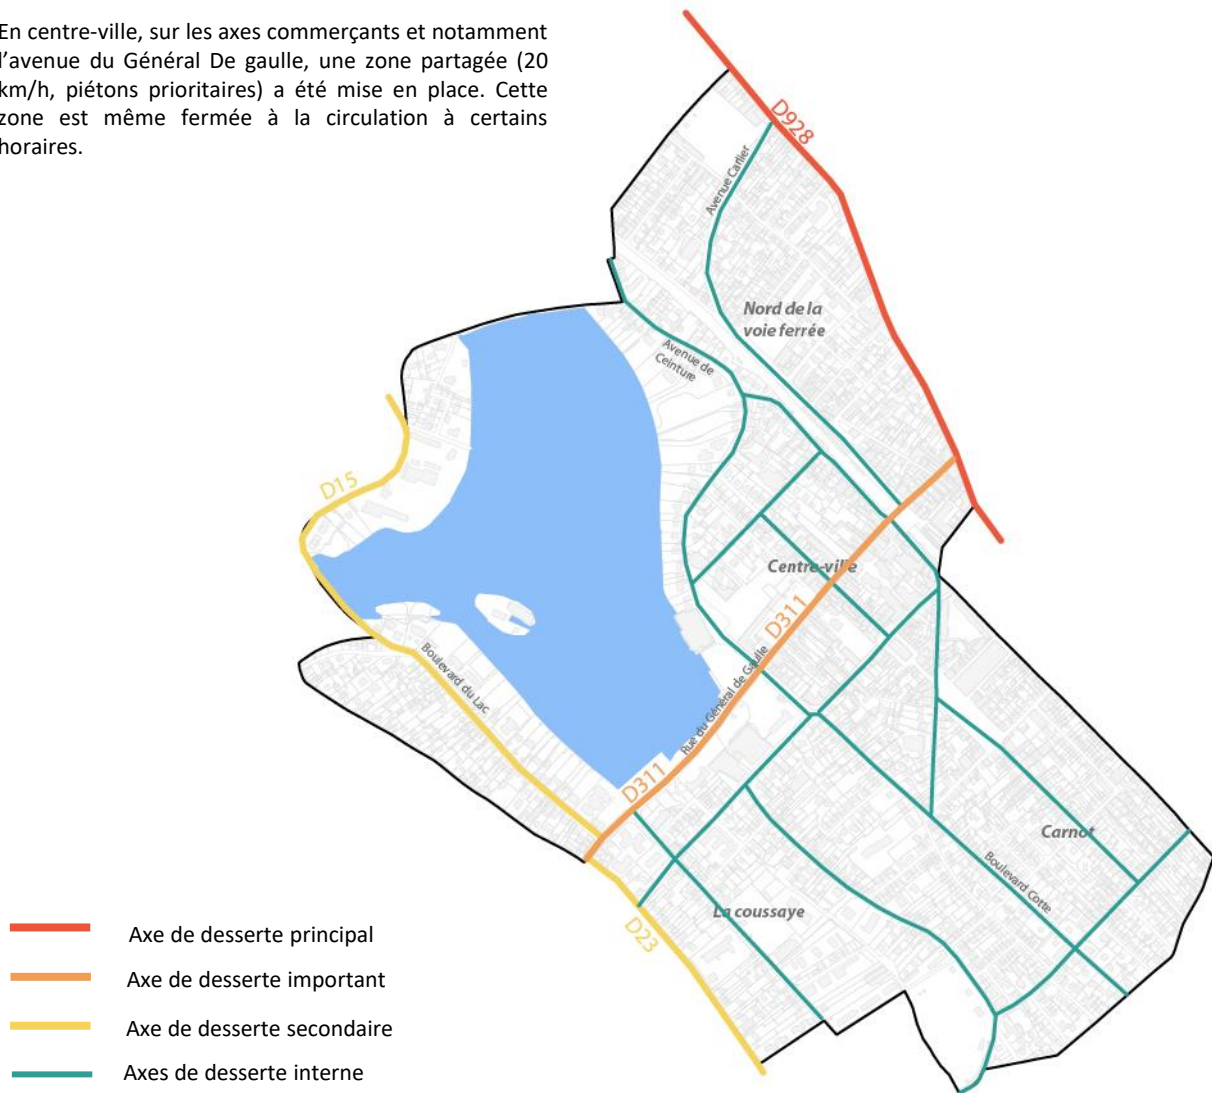 En centre-ville, sur les axes commerçants et notamment
l'avenue du Général De gaulle, une zone partagée (20
km/h, piétons prioritaires) a été mise en place. Cette
zone est même fermée à la circulation à certains
horaires.
D928
Avenue Carlier
Nord de la
voie ferrée
Avenue de
Ceinture
D15
Centre-ville
D311
Boulevard du Lac
Rue du Général de Gaulle
D311
Carnot
Boulevard Cotte
La coussaye
D23
Axe de desserte principal
Axe de desserte important
Axe de desserte secondaire
Axes de desserte interne